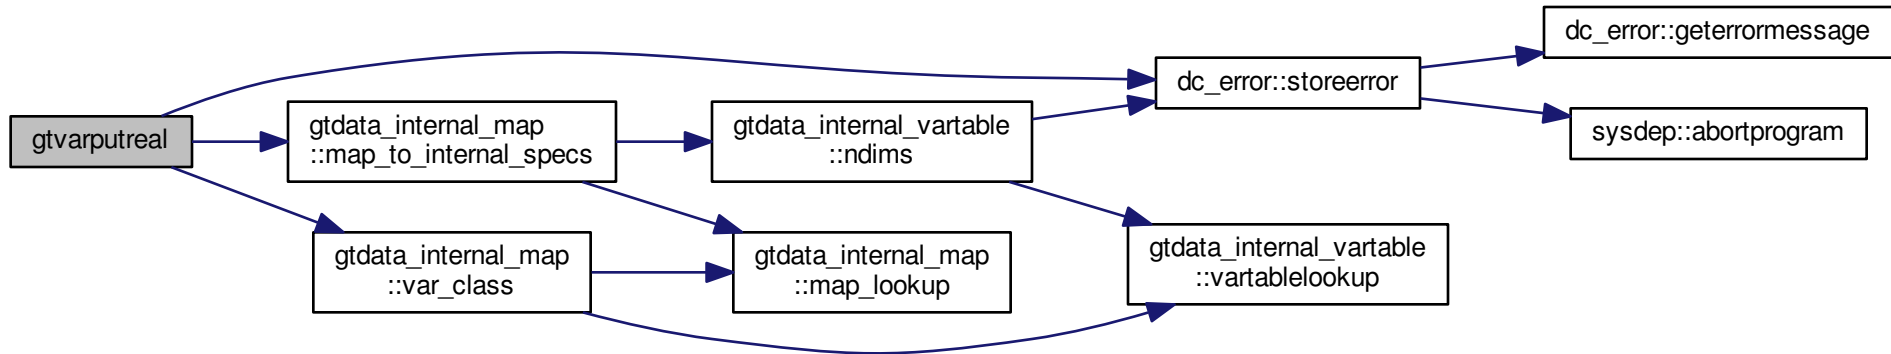 gtvarputreal
gtdata_internal_map
::map_to_internal_specs
gtdata_internal_map
::var_class
gtdata_internal_vartable
::ndims
gtdata_internal_map
::map_lookup
dc_error::storeerror
gtdata_internal_vartable
::vartablelookup
dc_error::geterrormessage
sysdep::abortprogram